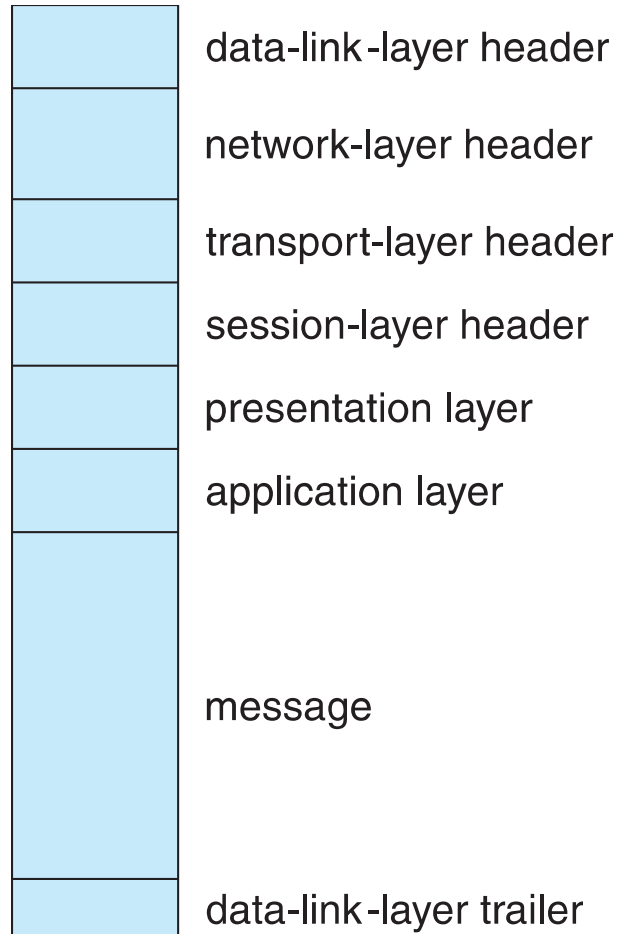 data-link-layer header
network-layer header
transport-layer header
session-layer header
presentation layer
application layer
message
data-link-layer trailer